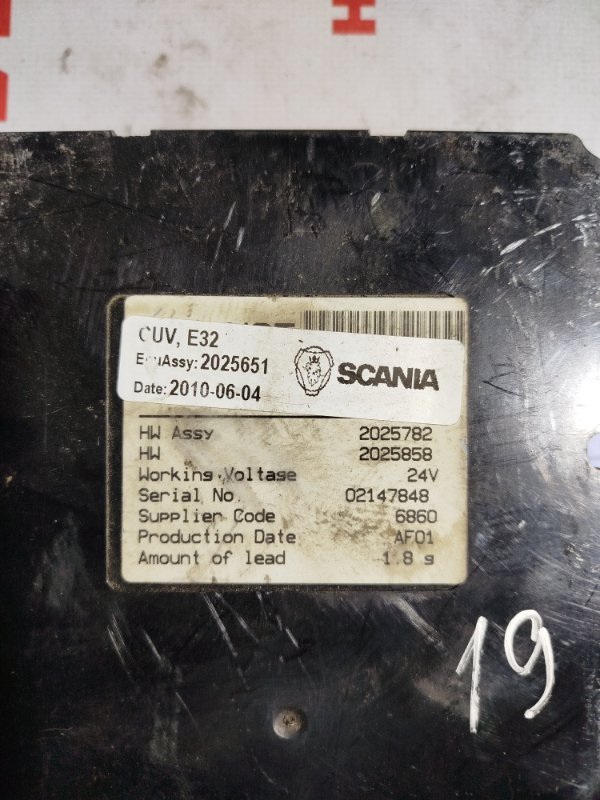 CUV, E32
EquAssy: 2025651
Date: 2010-06-04
SCANIA
HW Assy 2025782
HW 2025858
Working Voltage 24V
Serial No. 02147848
Supplier Code 6860
Production Date AF01
Amount of lead 1.8 g
19